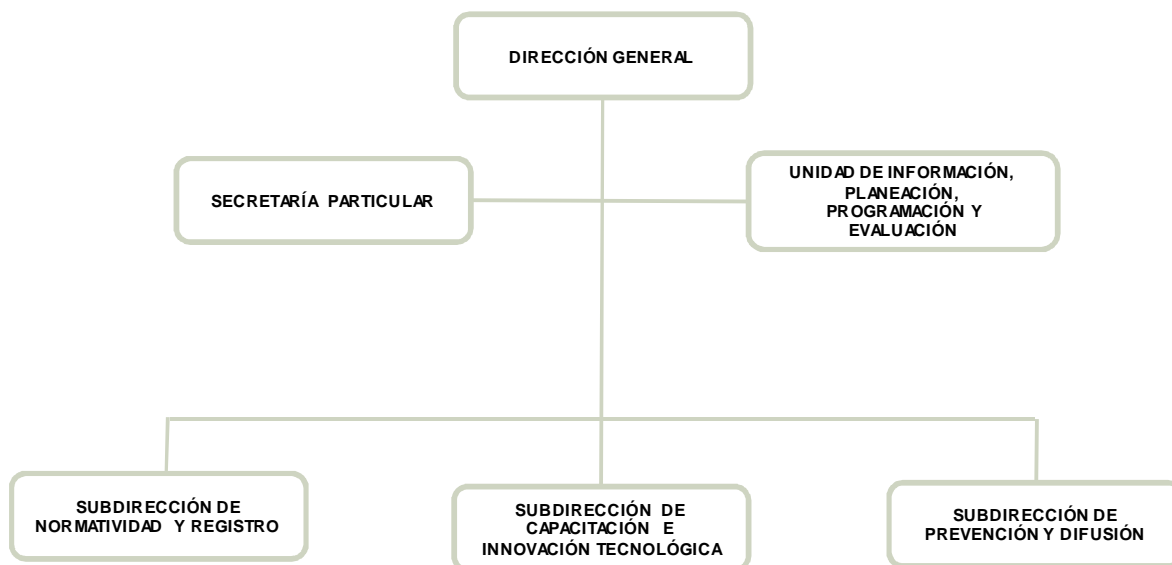 DIRECCIÓN GENERAL
SECRETARÍA PARTICULAR
UNIDAD DE INFORMACIÓN,
PLANEACIÓN,
PROGRAMACIÓN Y
EVALUACIÓN
SUBDIRECCIÓN DE
NORMATIVIDAD Y REGISTRO
SUBDIRECCIÓN DE
CAPACITACIÓN E
INNOVACIÓN TECNOLÓGICA
SUBDIRECCIÓN DE
PREVENCIÓN Y DIFUSIÓN